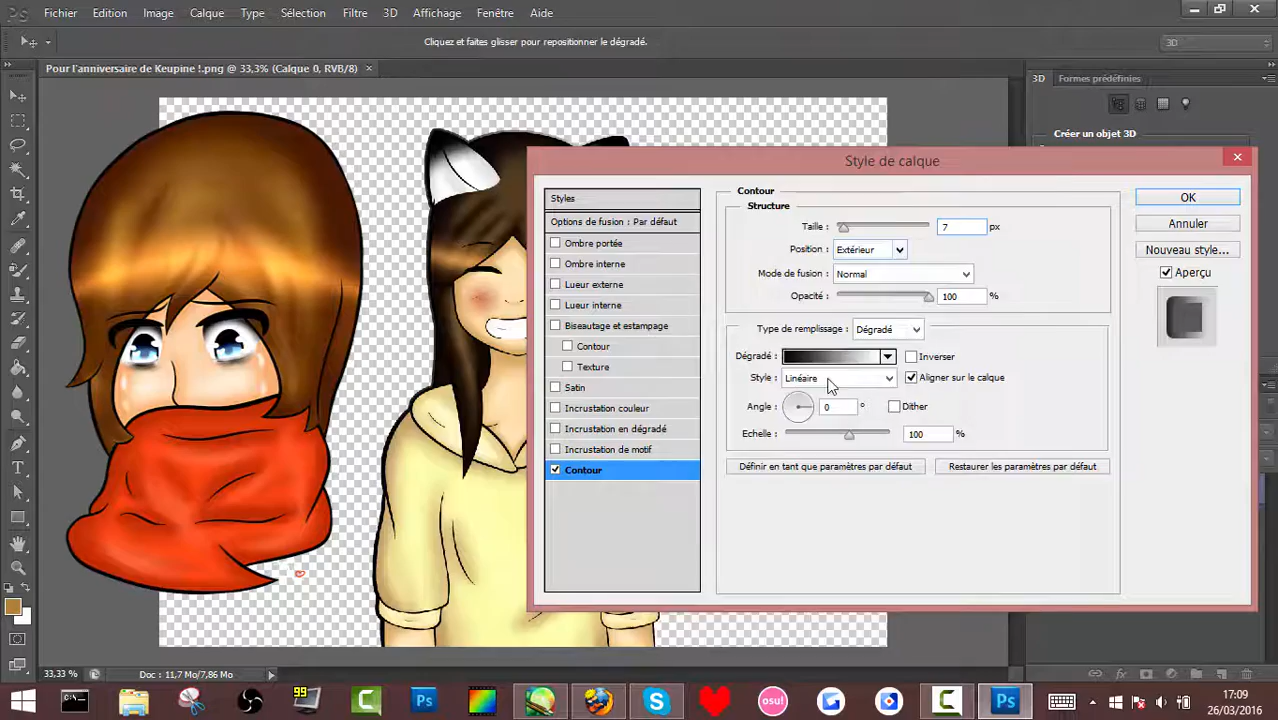 Ps Fichier Edition Image Calque Type Sélection Filtre 3D Affichage Fenêtre Aide
Cliquez et faites glisser pour repositionner le dégradé.
3D
Pour l'anniversaire de Keupine !.png @ 33,3% (Calque 0, RVB/8) ×
3D Formes prédéfinies
Créer un objet 3D
Style de calque
Styles
Options de fusion : Par défaut
Ombre portée
Ombre interne
Lueur externe
Lueur interne
Biseautage et estampage
Contour
Texture
Satin
Incrustation couleur
Incrustation en dégradé
Incrustation de motif
Contour
Contour
Structure
Taille : 7 px
Position : Extérieur
Mode de fusion : Normal
Opacité : 100 %
Type de remplissage : Dégradé
Dégradé : Inverser
Style : Linéaire Aligner sur le calque
Angle : 0 ° Dither
Echelle : 100 %
Définir en tant que paramètres par défaut Restaurer les paramètres par défaut
OK
Annuler
Nouveau style...
Aperçu
33,33 % Doc : 11,7 Mo/7,86 Mo
fx
C:\_ 99 Ps osu! Ps
17:09
26/03/2016